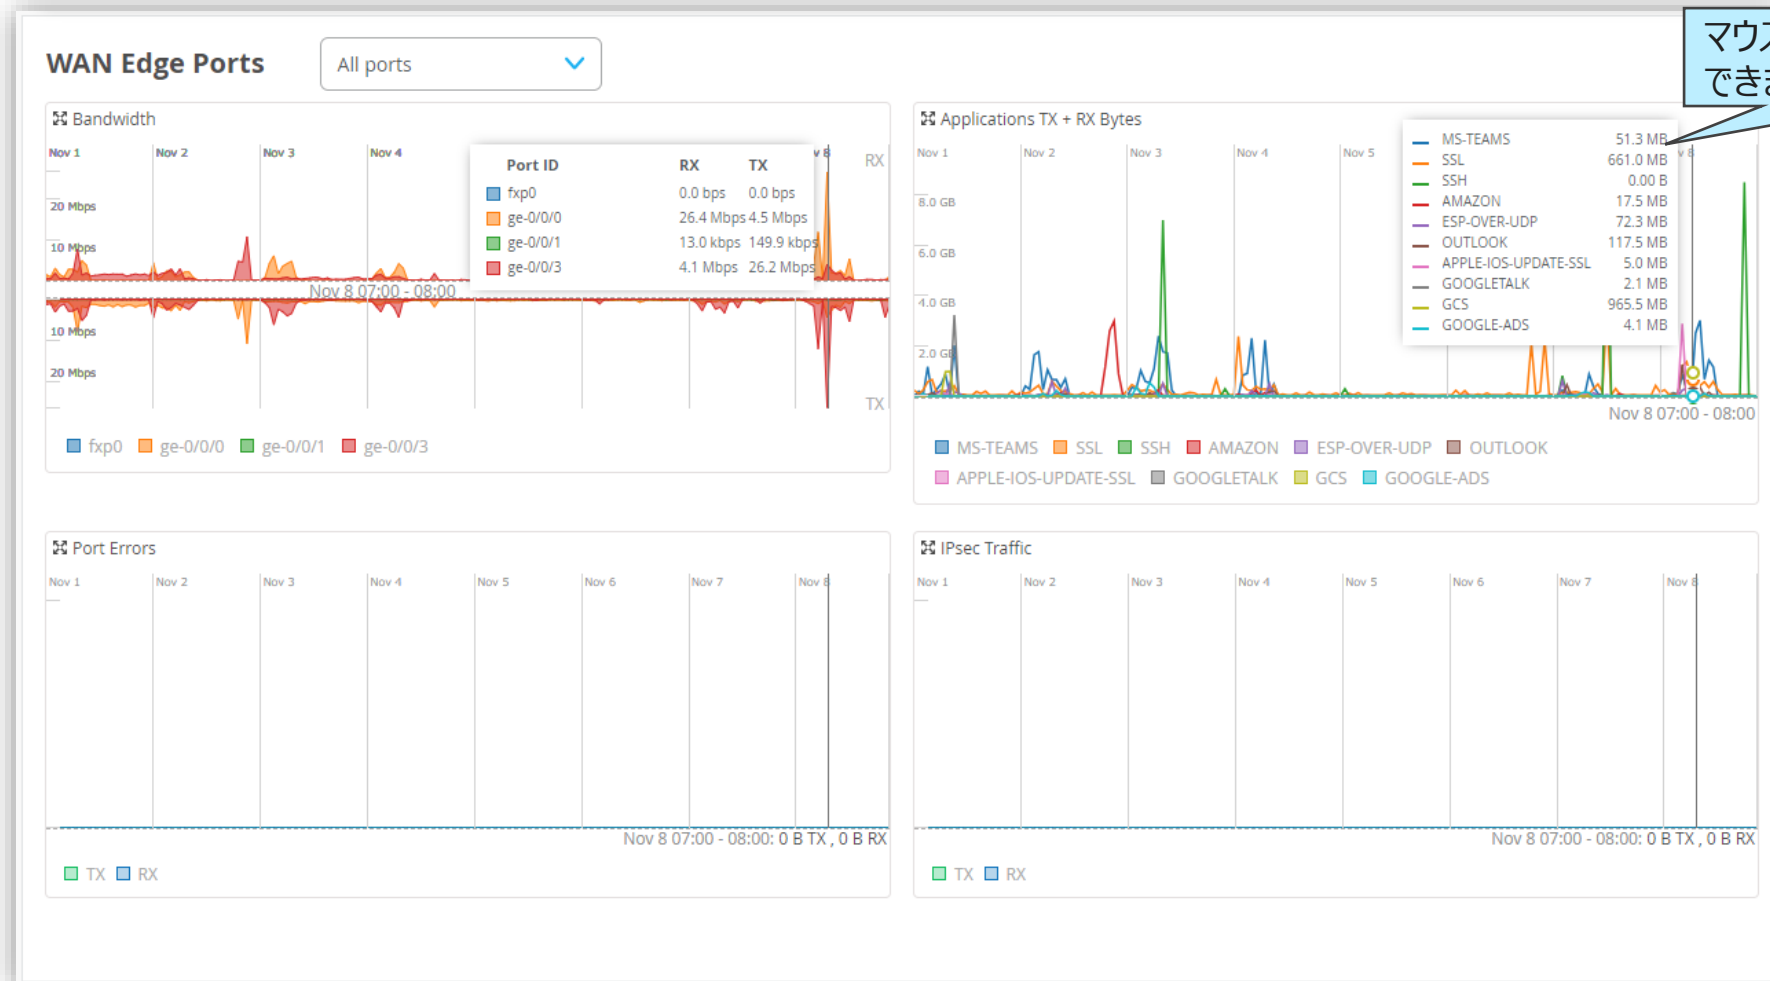 WAN Edge Ports
All ports
Bandwidth
Nov 1 Nov 2 Nov 3 Nov 4 RX
20 Mbps
10 Mbps
Port ID RX TX
fxp0 0.0 bps 0.0 bps
ge-0/0/0 26.4 Mbps 4.5 Mbps
ge-0/0/1 13.0 kbps 149.9 kbps
ge-0/0/3 4.1 Mbps 26.2 Mbps
Nov 8 07:00 - 08:00
10 Mbps
20 Mbps
TX
fxp0 ge-0/0/0 ge-0/0/1 ge-0/0/3
Applications TX + RX Bytes
Nov 1 Nov 2 Nov 3 Nov 4 Nov 5
8.0 GB
6.0 GB
4.0 GB
2.0 GB
MS-TEAMS 51.3 MB
SSL 661.0 MB
SSH 0.00 B
AMAZON 17.5 MB
ESP-OVER-UDP 72.3 MB
OUTLOOK 117.5 MB
APPLE-IOS-UPDATE-SSL 5.0 MB
GOOGLETALK 2.1 MB
GCS 965.5 MB
GOOGLE-ADS 4.1 MB
Nov 8 07:00 - 08:00
MS-TEAMS SSL SSH AMAZON ESP-OVER-UDP OUTLOOK
APPLE-IOS-UPDATE-SSL GOOGLETALK GCS GOOGLE-ADS
Port Errors
Nov 1 Nov 2 Nov 3 Nov 4 Nov 5 Nov 6 Nov 7 Nov 8
Nov 8 07:00 - 08:00: 0 B TX , 0 B RX
TX RX
IPsec Traffic
Nov 1 Nov 2 Nov 3 Nov 4 Nov 5 Nov 6 Nov 7 Nov 8
Nov 8 07:00 - 08:00: 0 B TX , 0 B RX
TX RX